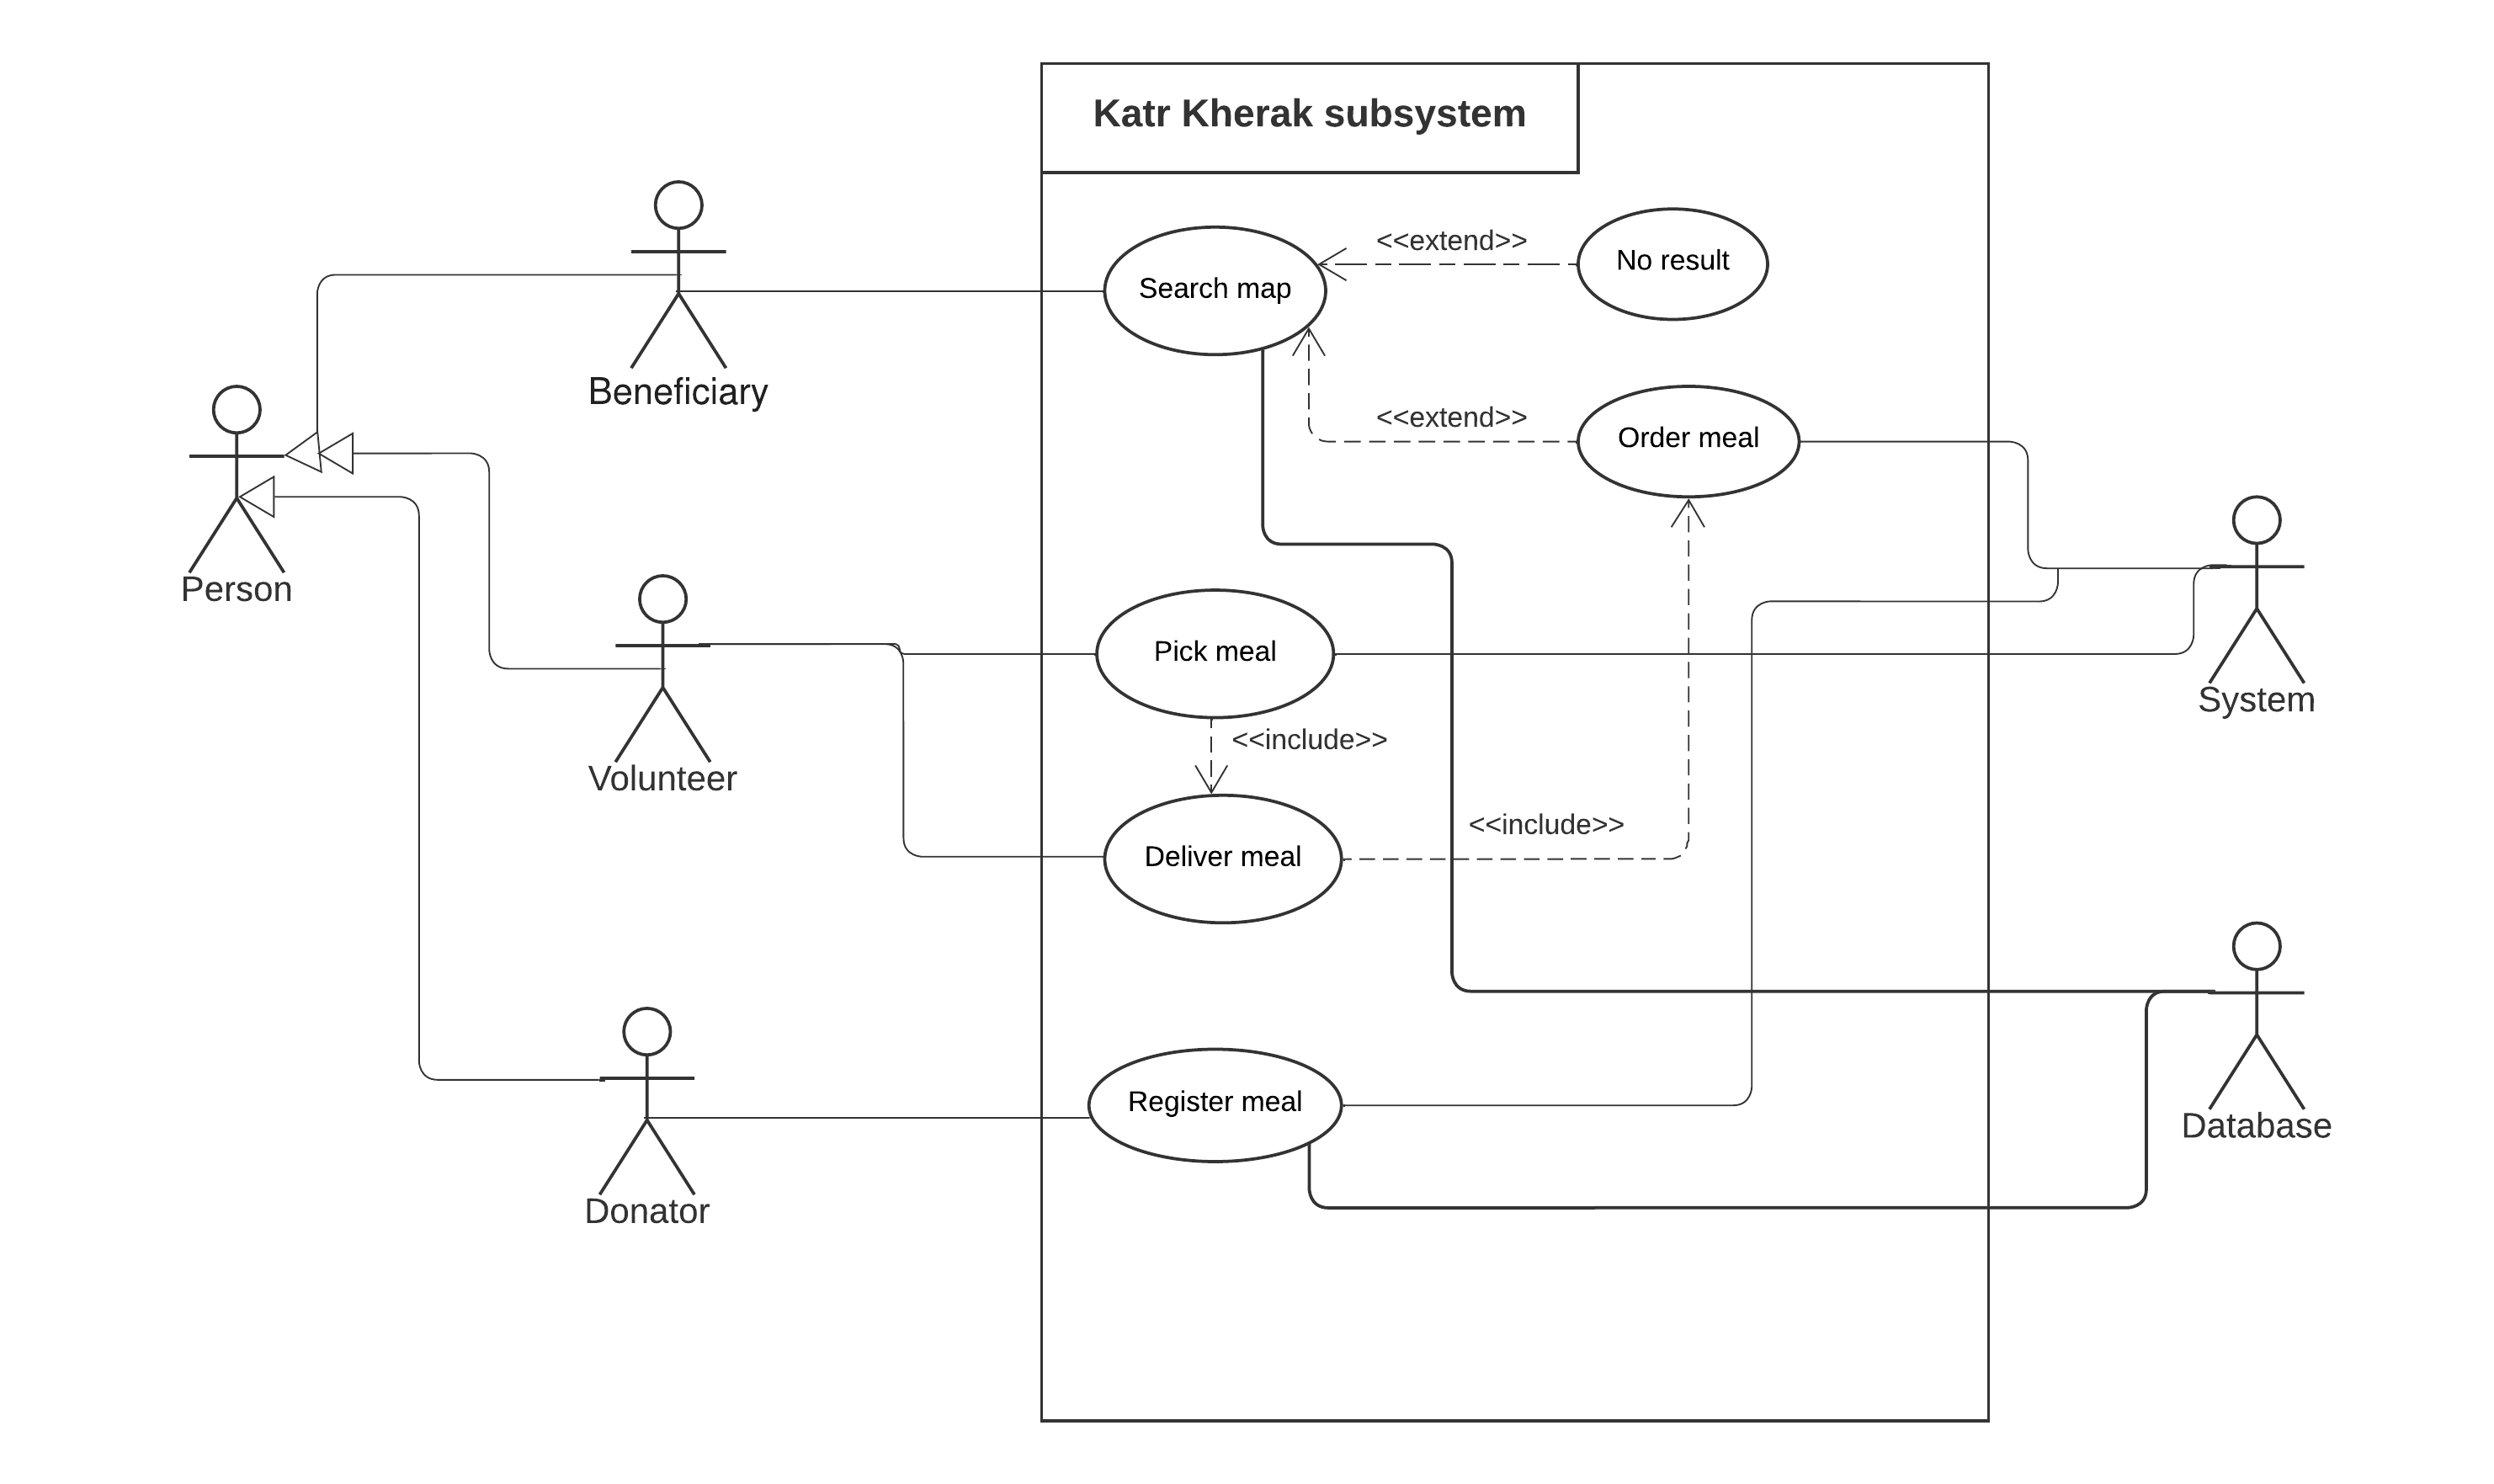 Katr Kherak subsystem
<<extend>>
No result
Search map
Beneficiary
<<extend>>
Order meal
Person
System
Pick meal
Volunteer
<<include>>
<<include>>
Deliver meal
Database
Register meal
Donator